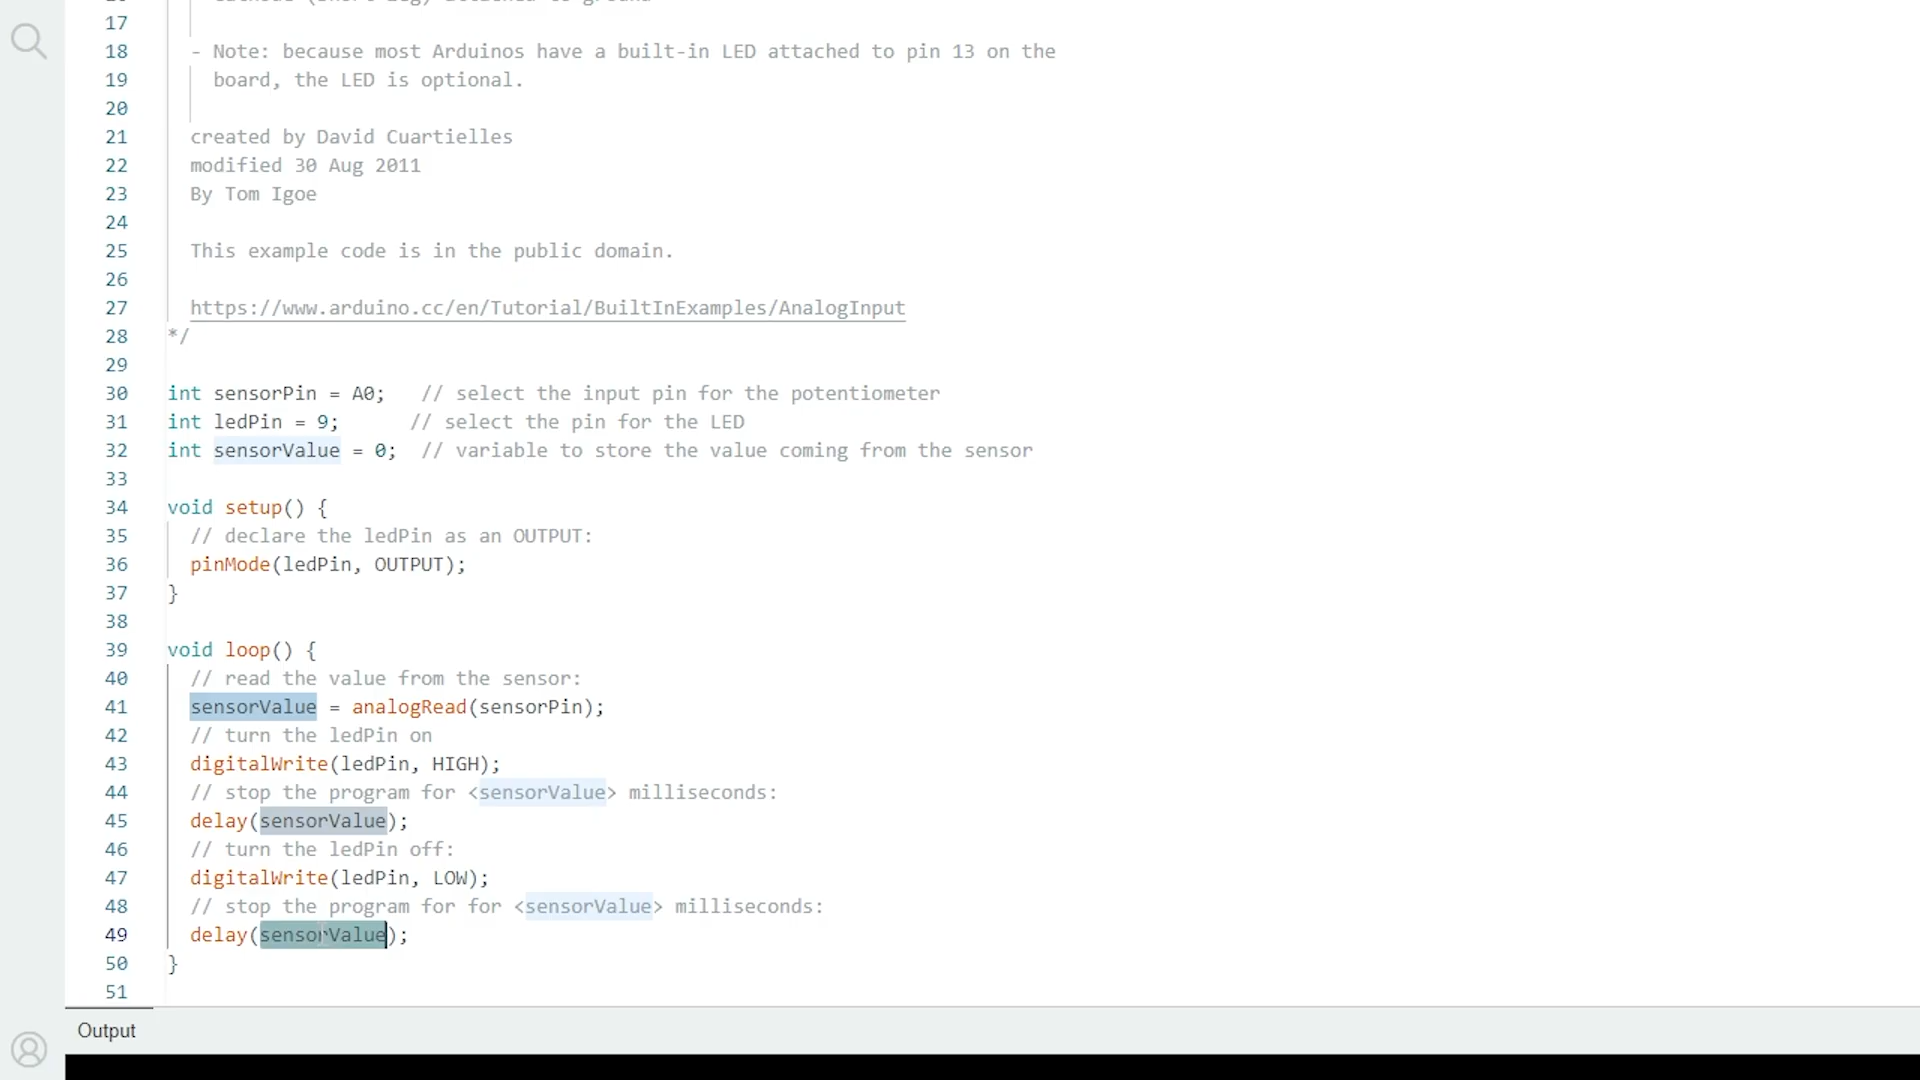 17
18 - Note: because most Arduinos have a built-in LED attached to pin 13 on the
19 board, the LED is optional.
20
21 created by David Cuartielles
22 modified 30 Aug 2011
23 By Tom Igoe
24
25 This example code is in the public domain.
26
27 https://www.arduino.cc/en/Tutorial/BuiltInExamples/AnalogInput
28 */
29
30 int sensorPin = A0;   // select the input pin for the potentiometer
31 int ledPin = 9;      // select the pin for the LED
32 int sensorValue = 0;  // variable to store the value coming from the sensor
33
34 void setup() {
35   // declare the ledPin as an OUTPUT:
36   pinMode(ledPin, OUTPUT);
37 }
38
39 void loop() {
40   // read the value from the sensor:
41   sensorValue = analogRead(sensorPin);
42   // turn the ledPin on
43   digitalWrite(ledPin, HIGH);
44   // stop the program for <sensorValue> milliseconds:
45   delay(sensorValue);
46   // turn the ledPin off:
47   digitalWrite(ledPin, LOW);
48   // stop the program for for <sensorValue> milliseconds:
49   delay(sensorValue);
50 }
51
Output